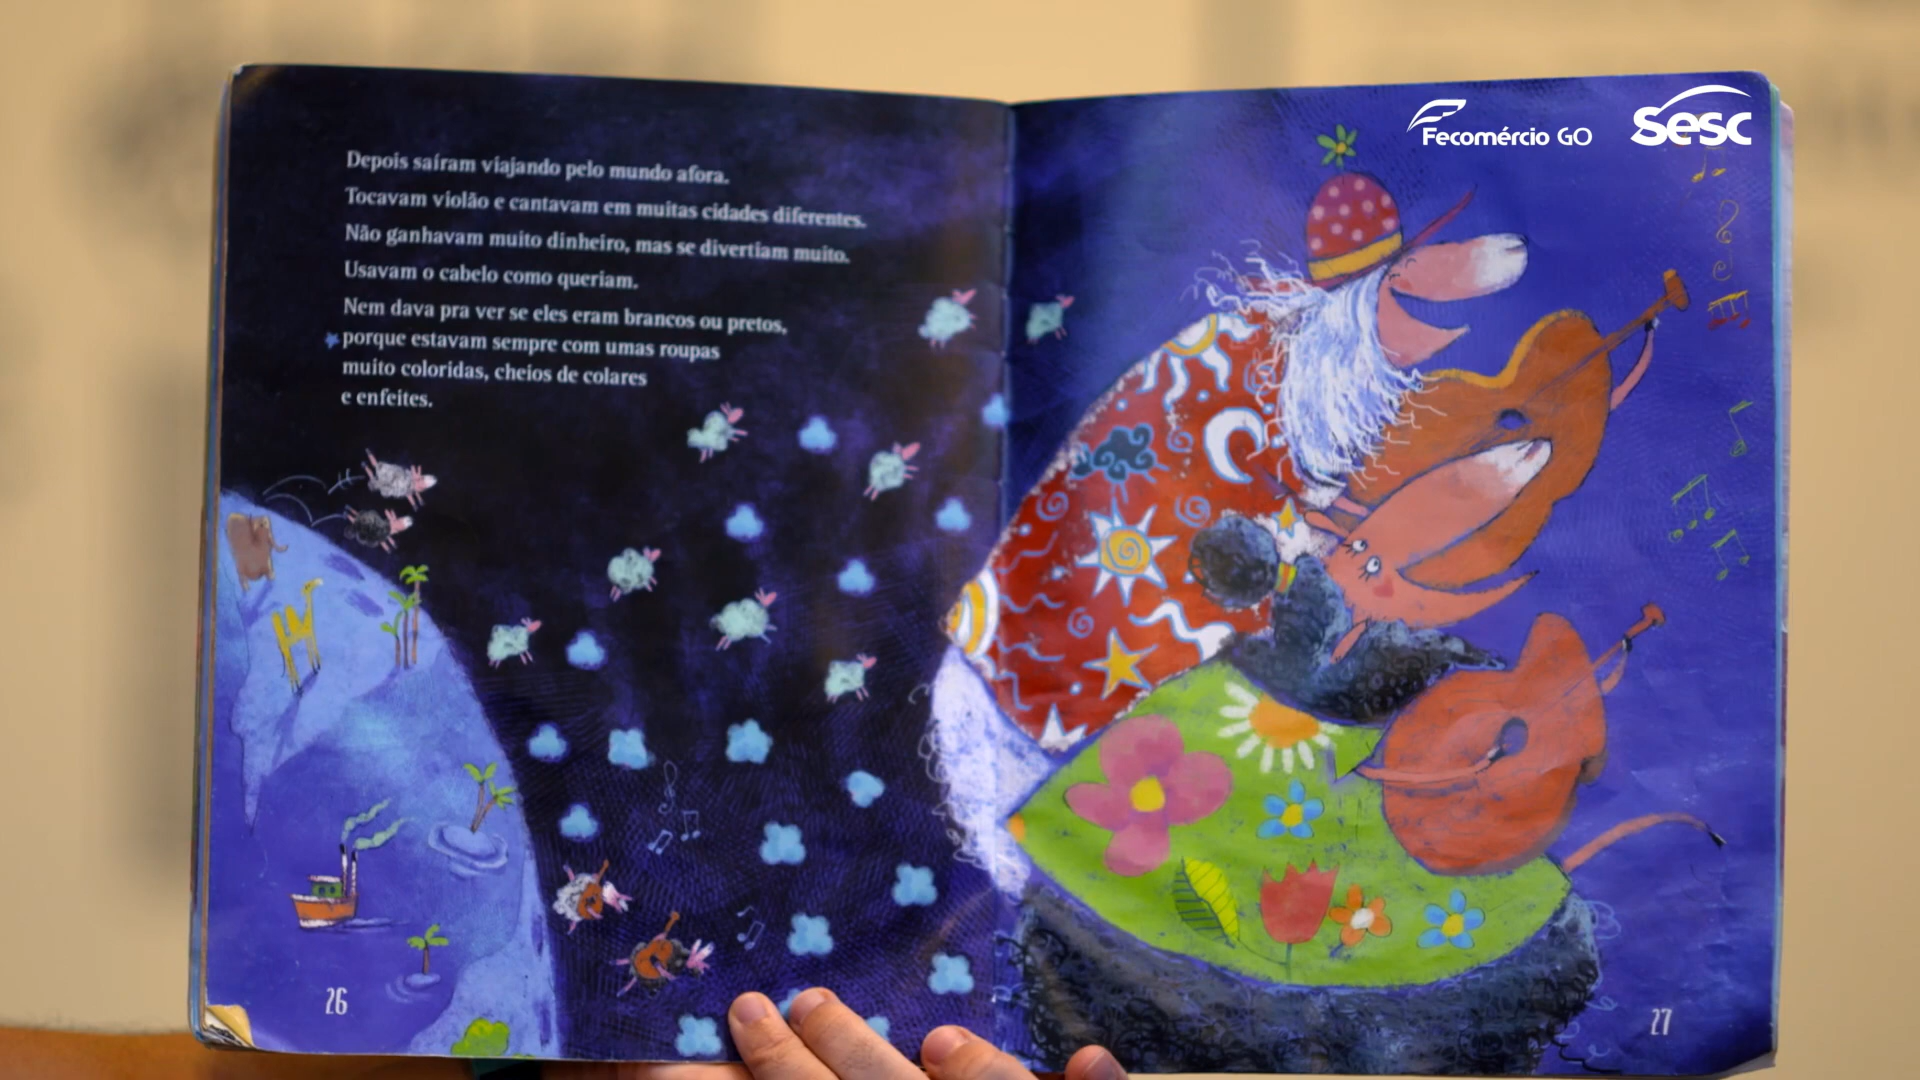 Depois saíram viajando pelo mundo afora.
Tocavam violão e cantavam em muitas cidades diferentes.
Não ganhavam muito dinheiro, mas se divertiam muito.
Usavam o cabelo como queriam.
Nem dava pra ver se eles eram brancos ou pretos,
porque estavam sempre com umas roupas
muito coloridas, cheios de colares
e enfeites.
26
Fecomércio GO
Sesc
27